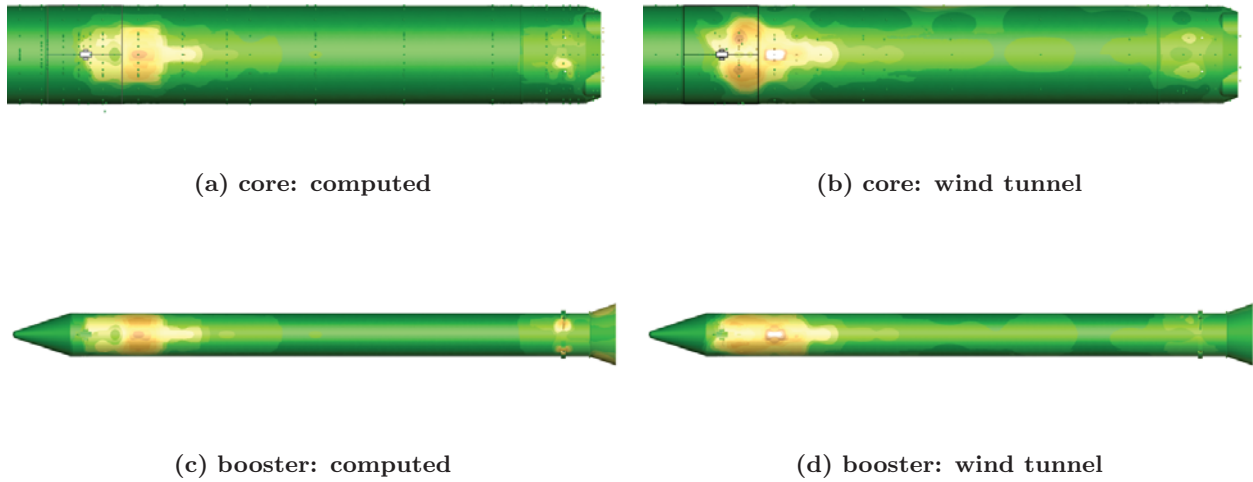 (a) core: computed
(b) core: wind tunnel
(c) booster: computed
(d) booster: wind tunnel